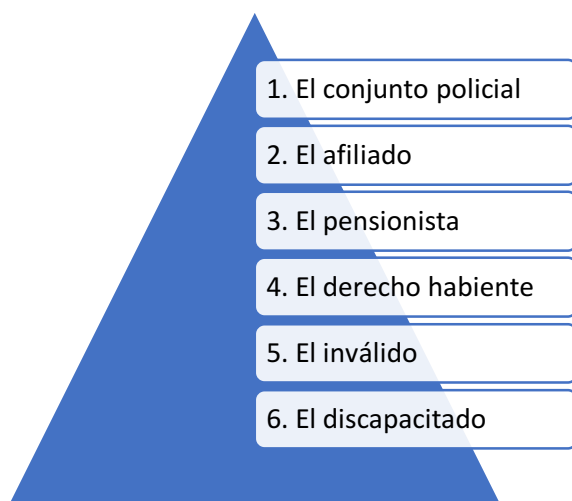 1. El conjunto policial
2. El afiliado
3. El pensionista
4. El derecho habiente
5. El inválido
6. El discapacitado